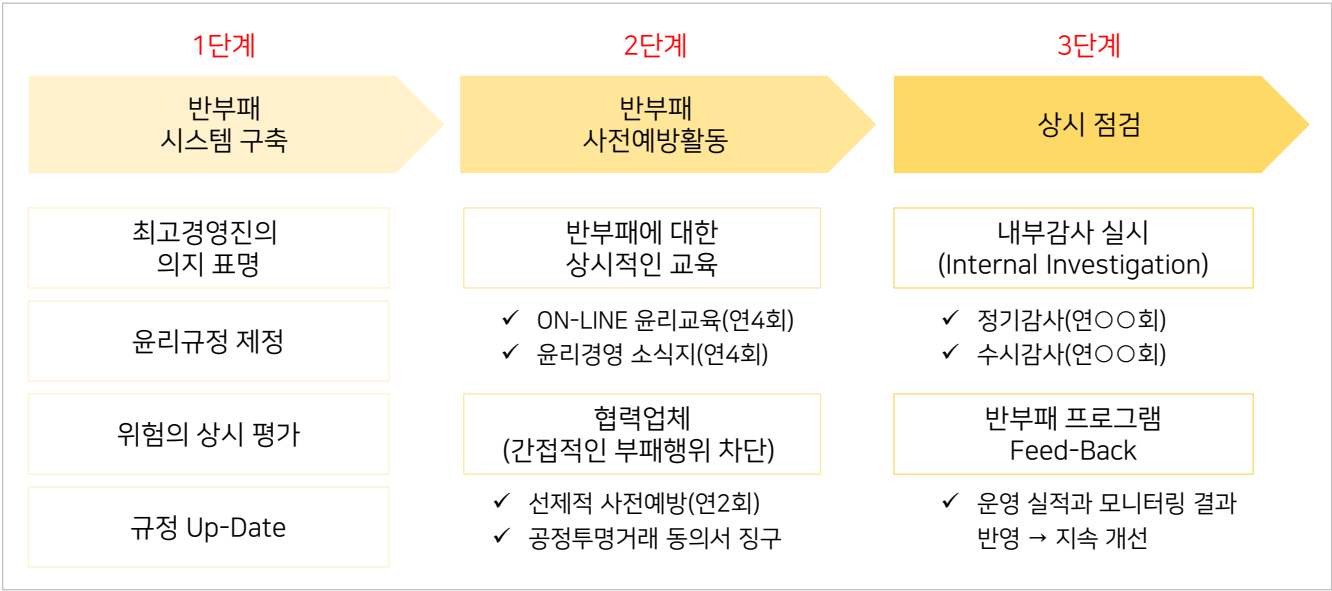 1단계
반부패
시스템 구축
최고경영진의
의지 표명
윤리규정 제정
위험의 상시 평가
규정 Up-Date
2단계
반부패
사전예방활동
반부패에 대한
상시적인 교육
✓ ON-LINE 윤리교육(연4회)
✓ 윤리경영 소식지(연4회)
협력업체
(간접적인 부패행위 차단)
✓ 선제적 사전예방(연2회)
✓ 공정투명거래 동의서 징구
3단계
상시 점검
내부감사 실시
(Internal Investigation)
✓ 정기감사(연○○회)
✓ 수시감사(연○○회)
반부패 프로그램
Feed-Back
✓ 운영 실적과 모니터링 결과
반영 → 지속 개선